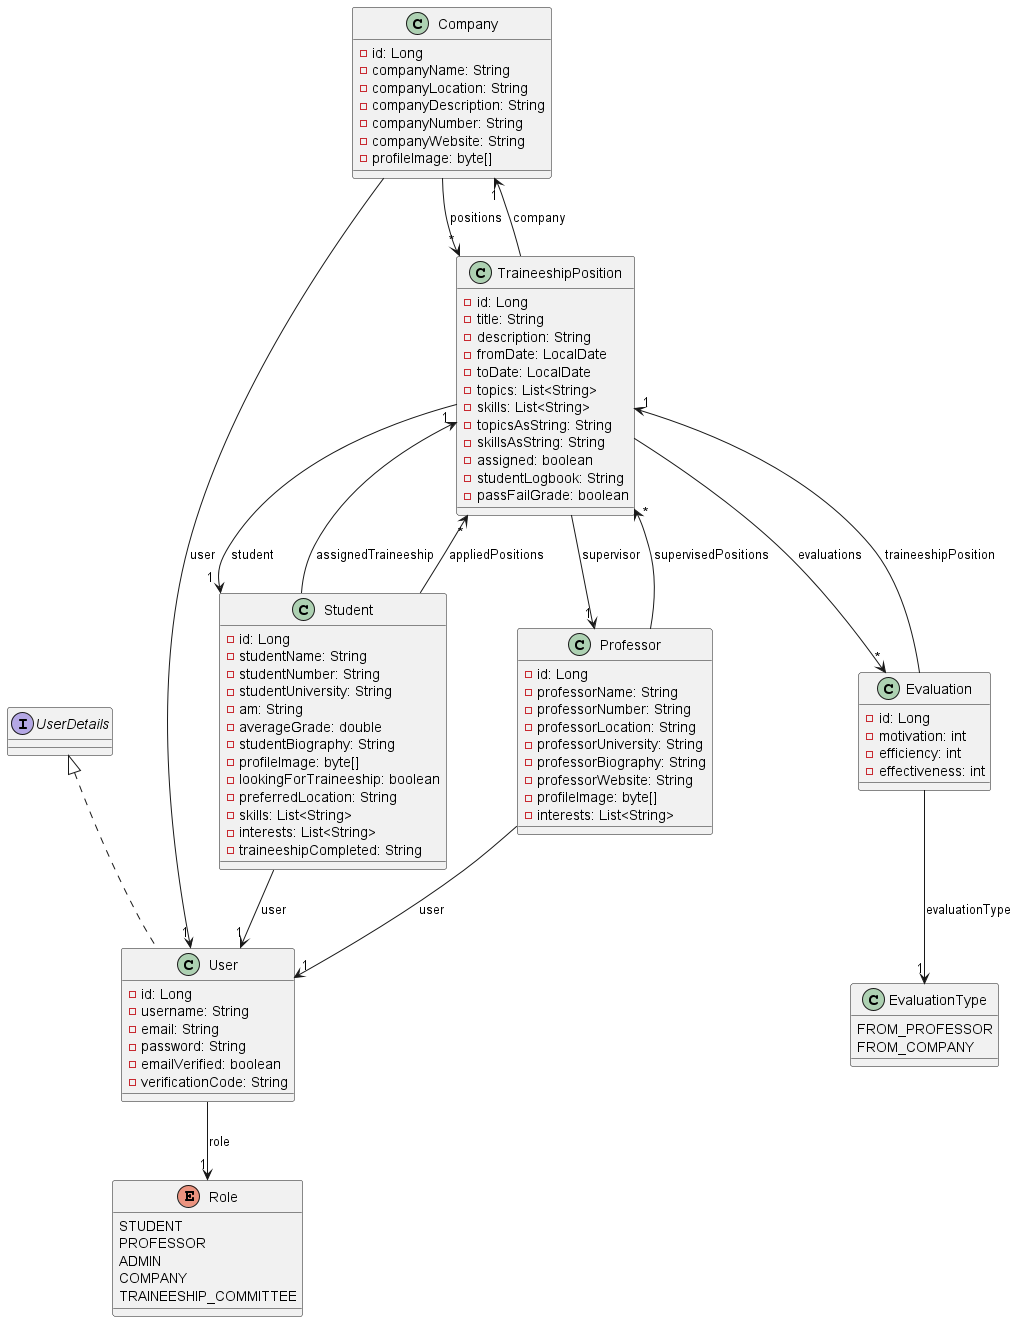 C Company
id: Long
companyName: String
companyLocation: String
companyDescription: String
companyNumber: String
companyWebsite: String
profileImage: byte[]
1
positions
company
*
C TraineeshipPosition
id: Long
title: String
description: String
fromDate: LocalDate
toDate: LocalDate
topics: List<String>
skills: List<String>
topicsAsString: String
skillsAsString: String
assigned: boolean
studentLogbook: String
passFailGrade: boolean
1
1
*
*
user
student
assignedTraineeship
appliedPositions
supervisor
supervisedPositions
evaluations
traineeshipPosition
1
1
*
C Student
id: Long
studentName: String
studentNumber: String
studentUniversity: String
am: String
averageGrade: double
studentBiography: String
profileImage: byte[]
lookingForTraineeship: boolean
preferredLocation: String
skills: List<String>
interests: List<String>
traineeshipCompleted: String
C Professor
id: Long
professorName: String
professorNumber: String
professorLocation: String
professorUniversity: String
professorBiography: String
professorWebsite: String
profileImage: byte[]
interests: List<String>
C Evaluation
id: Long
motivation: int
efficiency: int
effectiveness: int
I UserDetails
user
user
evaluationType
1
1
1
1
C User
id: Long
username: String
email: String
password: String
emailVerified: boolean
verificationCode: String
C EvaluationType
FROM_PROFESSOR
FROM_COMPANY
role
1
E Role
STUDENT
PROFESSOR
ADMIN
COMPANY
TRAINEESHIP_COMMITTEE